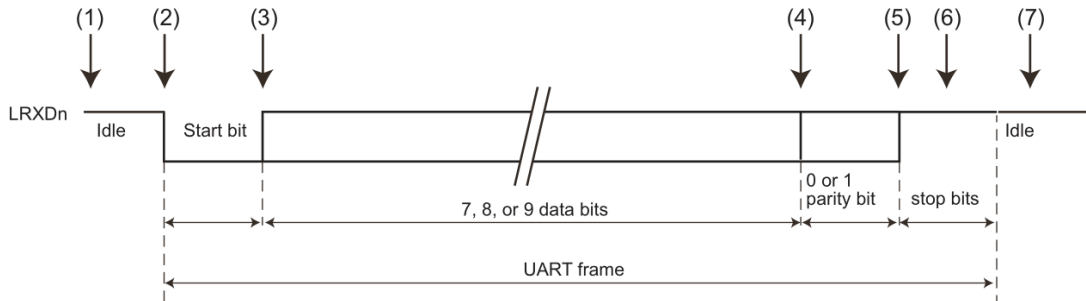 (1) (2) (3) (4) (5) (6) (7)
LRXDn
Idle Start bit Idle
0 or 1
parity bit
7, 8, or 9 data bits stop bits
UART frame